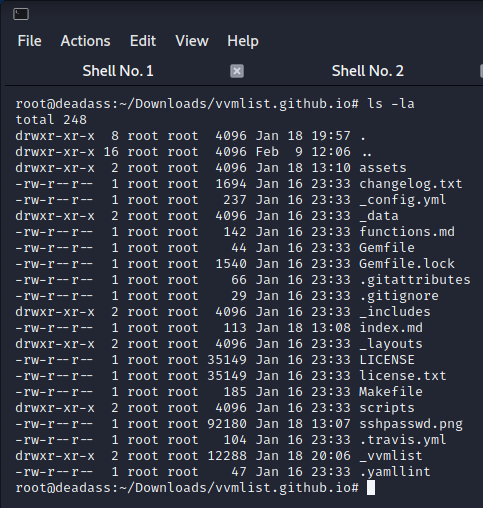 File Actions Edit View Help
Shell No. 1 Shell No. 2
root@deadass:~/Downloads/vvmlist.github.io# ls -la
total 248
drwxr-xr-x  8 root root  4096 Jan 18 19:57 .
drwxr-xr-x 16 root root  4096 Feb  9 12:06 ..
drwxr-xr-x  2 root root  4096 Jan 18 13:10 assets
-rw-r--r--  1 root root  1694 Jan 16 23:33 changelog.txt
-rw-r--r--  1 root root   237 Jan 16 23:33 _config.yml
drwxr-xr-x  2 root root  4096 Jan 16 23:33 _data
-rw-r--r--  1 root root   142 Jan 16 23:33 functions.md
-rw-r--r--  1 root root    44 Jan 16 23:33 Gemfile
-rw-r--r--  1 root root  1540 Jan 16 23:33 Gemfile.lock
-rw-r--r--  1 root root    66 Jan 16 23:33 .gitattributes
-rw-r--r--  1 root root    29 Jan 16 23:33 .gitignore
drwxr-xr-x  2 root root  4096 Jan 16 23:33 _includes
-rw-r--r--  1 root root   113 Jan 18 13:08 index.md
drwxr-xr-x  2 root root  4096 Jan 16 23:33 _layouts
-rw-r--r--  1 root root 35149 Jan 16 23:33 LICENSE
-rw-r--r--  1 root root 35149 Jan 16 23:33 license.txt
-rw-r--r--  1 root root   185 Jan 16 23:33 Makefile
drwxr-xr-x  2 root root  4096 Jan 16 23:33 scripts
-rw-r--r--  1 root root 92180 Jan 18 13:07 sshpasswd.png
-rw-r--r--  1 root root   104 Jan 16 23:33 .travis.yml
drwxr-xr-x  2 root root 12288 Jan 18 20:06 _vvmlist
-rw-r--r--  1 root root    47 Jan 16 23:33 .yamllint
root@deadass:~/Downloads/vvmlist.github.io#